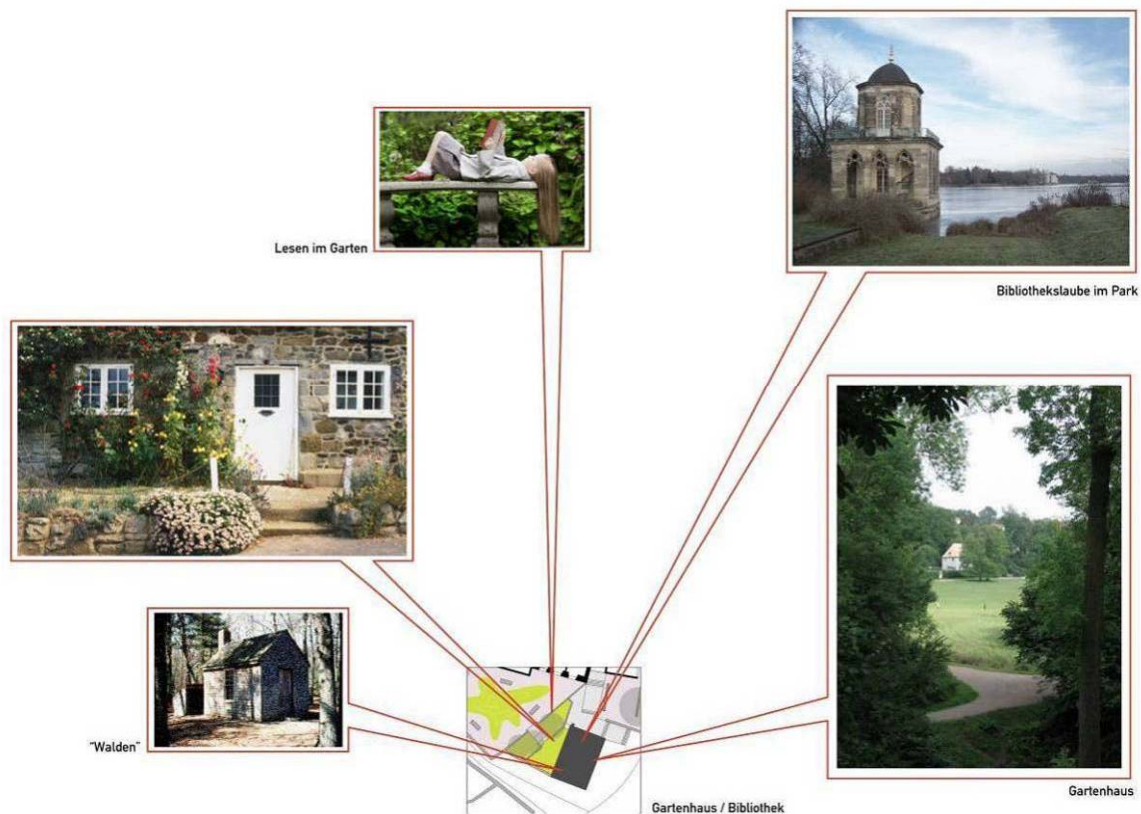 Lesen im Garten
Bibliothekslaube im Park
"Walden"
Gartenhaus
Gartenhaus / Bibliothek